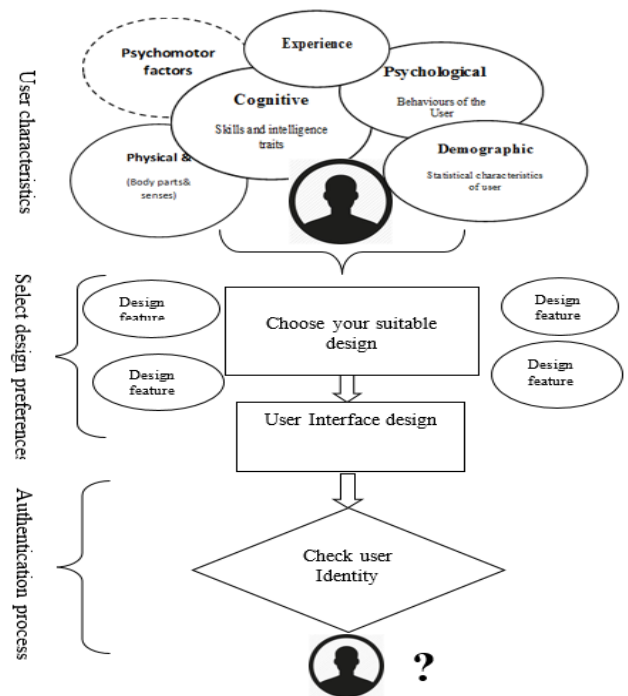 User characteristics
Psychomotor
factors
Experience
Psychological
Behaviours of the
User
Cognitive
Skills and intelligence
traits
Physical &
(Body parts&
senses)
Demographic
Statistical characteristics
of user
Select design preferences
Design
feature
Design
feature
Choose your suitable
design
Design
feature
Design
feature
User Interface design
Authentication process
Check user
Identity
?